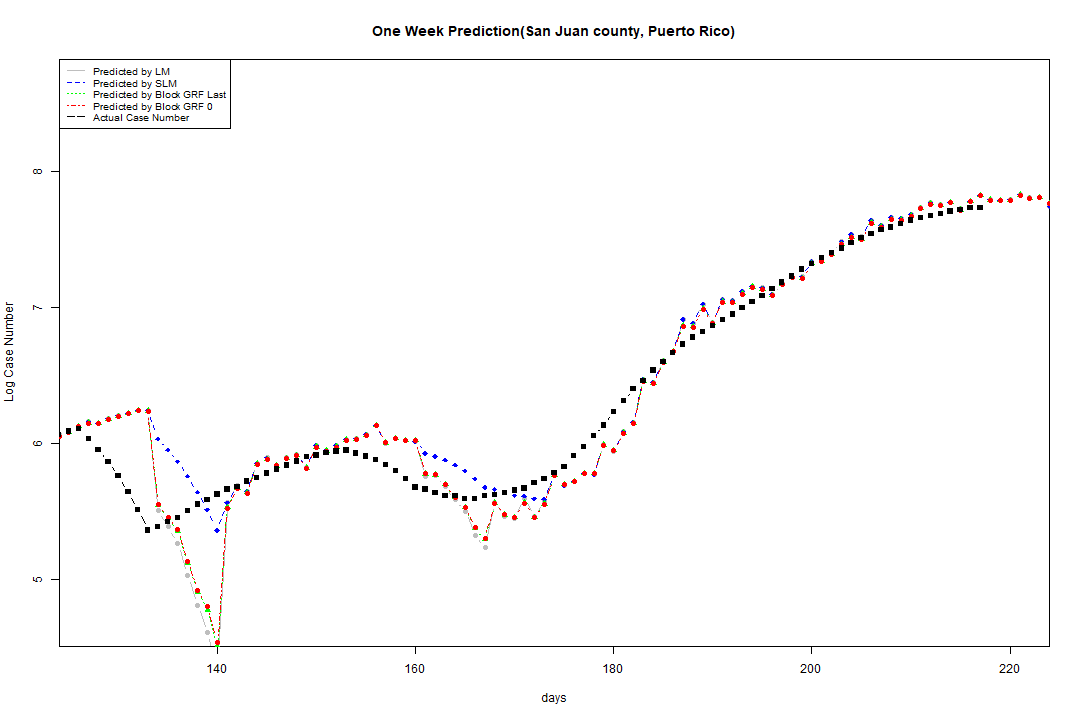 One Week Prediction(San Juan county, Puerto Rico)
Predicted by LM
Predicted by SLM
Predicted by Block GRF Last
Predicted by Block GRF 0
Actual Case Number
8
7
6
5
Log Case Number
140 160 180 200 220
days